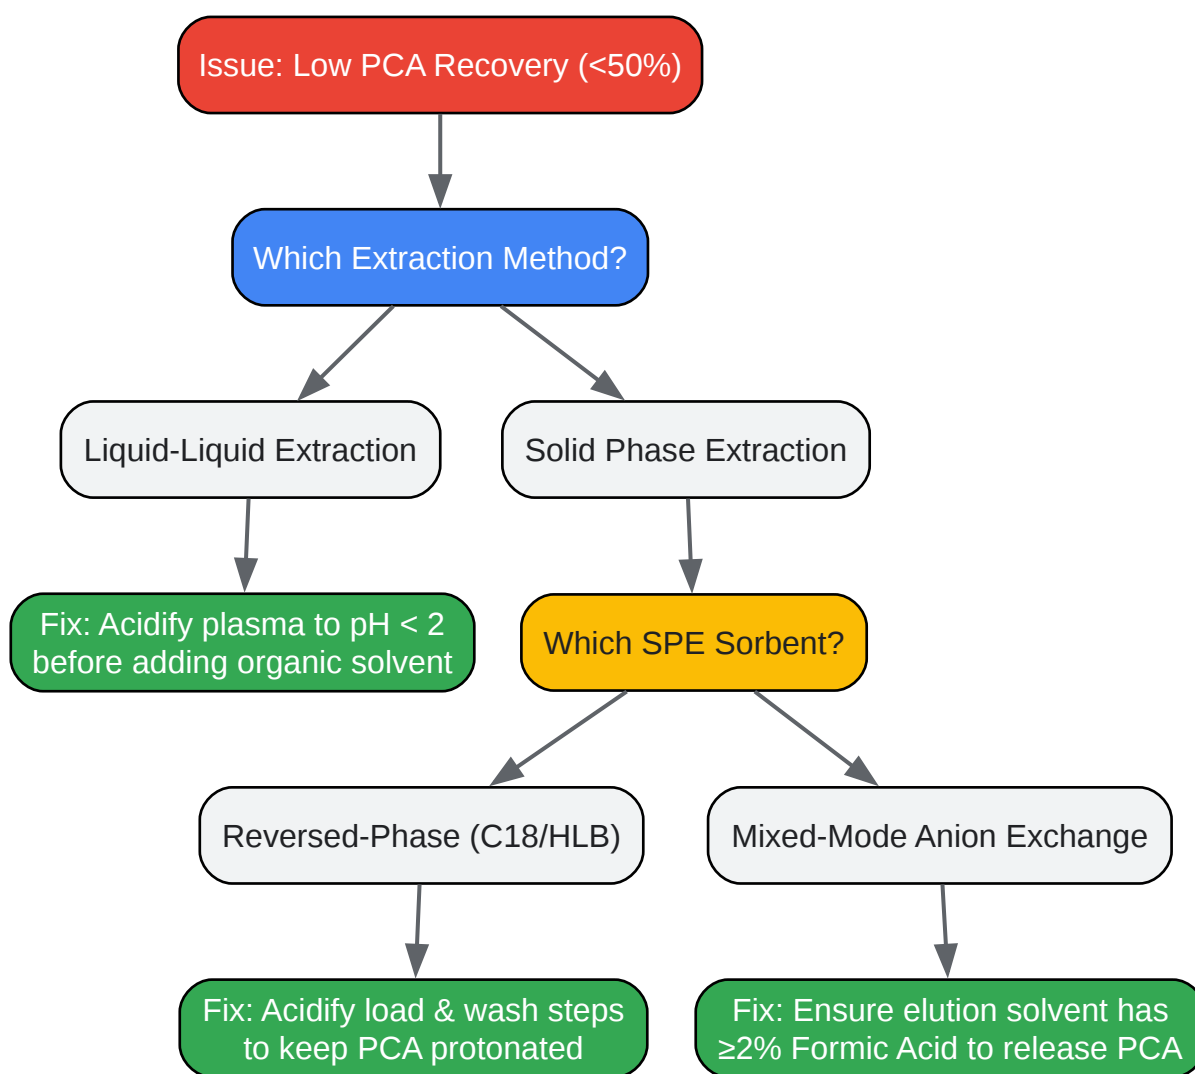 Issue: Low PCA Recovery (<50%)
Which Extraction Method?
Liquid-Liquid Extraction
Solid Phase Extraction
Fix: Acidify plasma to pH < 2
before adding organic solvent
Which SPE Sorbent?
Reversed-Phase (C18/HLB)
Mixed-Mode Anion Exchange
Fix: Acidify load & wash steps
to keep PCA protonated
Fix: Ensure elution solvent has
≥2% Formic Acid to release PCA